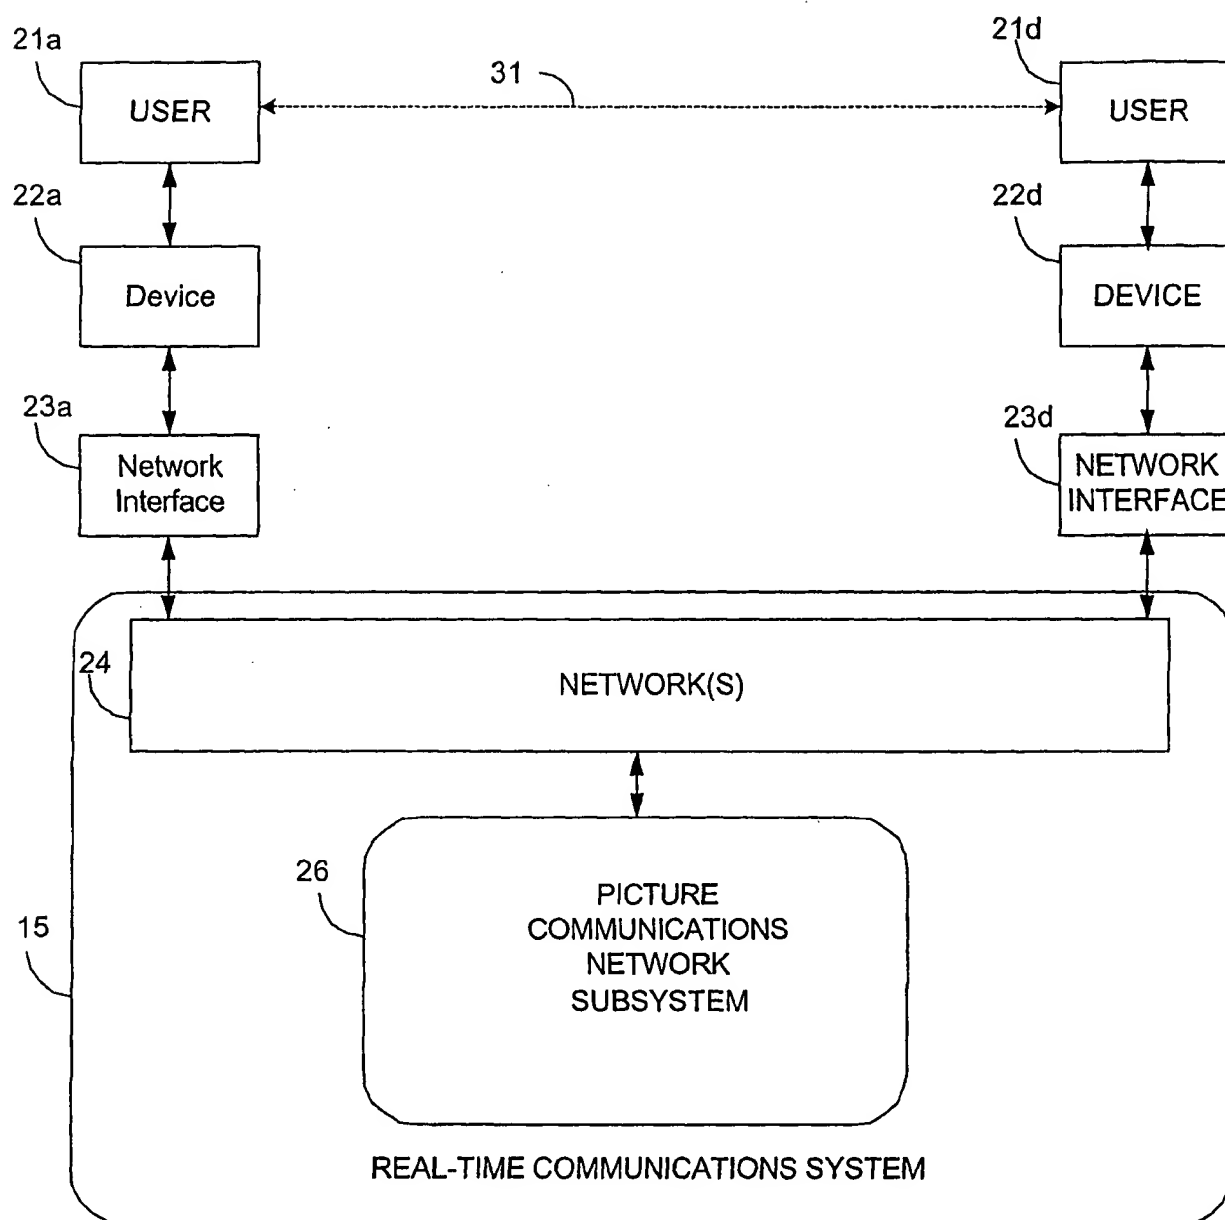 21a
21d
31
USER
USER
22a
22d
Device
DEVICE
23a
23d
Network
Interface
NETWORK
INTERFACE
24
NETWORK(S)
26
PICTURE
COMMUNICATIONS
NETWORK
SUBSYSTEM
15
REAL-TIME COMMUNICATIONS SYSTEM